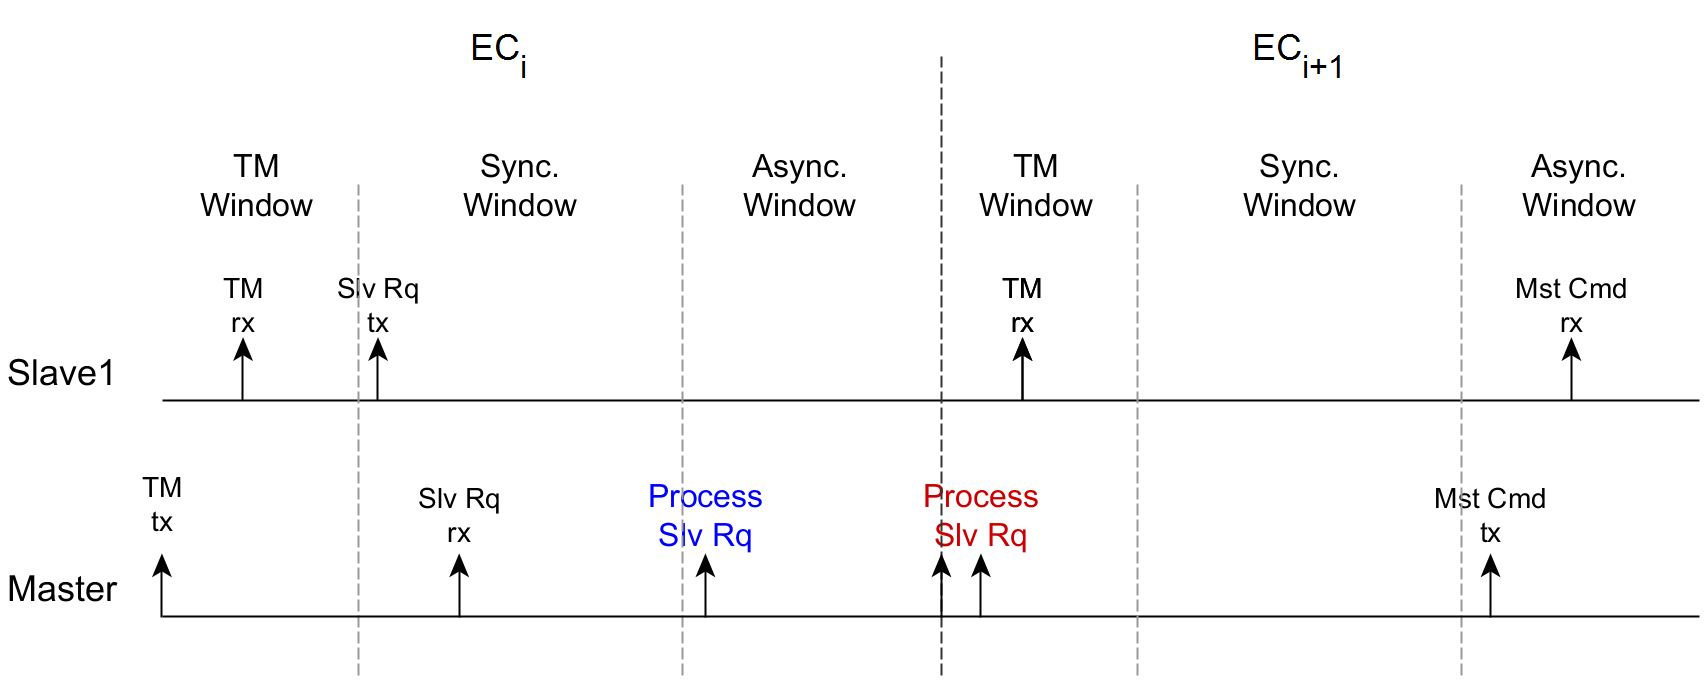 ECi ECi+1
TM Sync. Async. TM Sync. Async.
Window Window Window Window Window Window
TM Slv Rq TM Mst Cmd
rx tx rx rx
Slave1
TM Slv Rq Process Process Mst Cmd
tx rx Slv Rq Slv Rq tx
Master